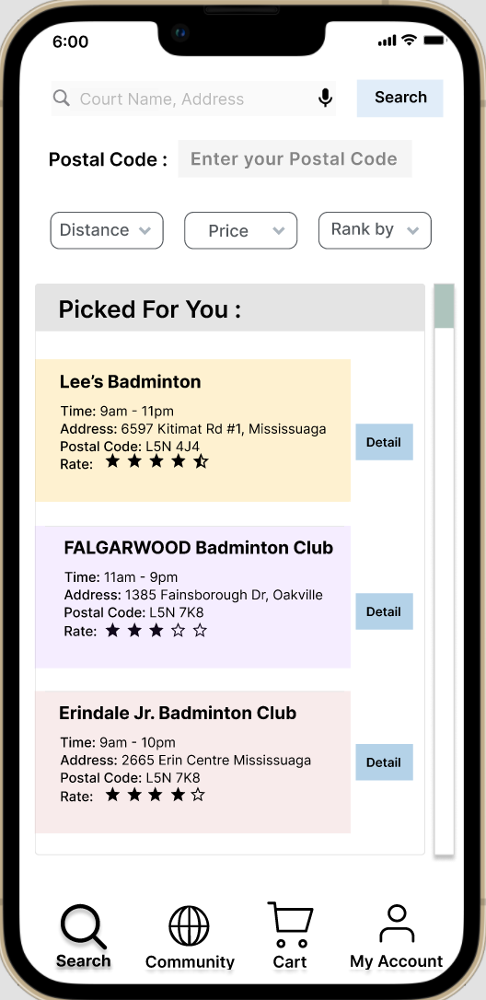 6:00
Court Name, Address
Search
Postal Code :
Enter your Postal Code
Distance
Price
Rank by
Picked For You :
Lee’s Badminton
Time: 9am - 11pm
Address: 6597 Kitimat Rd #1, Mississuaga
Postal Code: L5N 4J4
Rate:
Detail
FALGARWOOD Badminton Club
Time: 11am - 9pm
Address: 1385 Fainsborough Dr, Oakville
Postal Code: L5N 7K8
Rate:
Detail
Erindale Jr. Badminton Club
Time: 9am - 10pm
Address: 2665 Erin Centre Mississuaga
Postal Code: L5N 7K8
Rate:
Detail
Search
Community
Cart
My Account